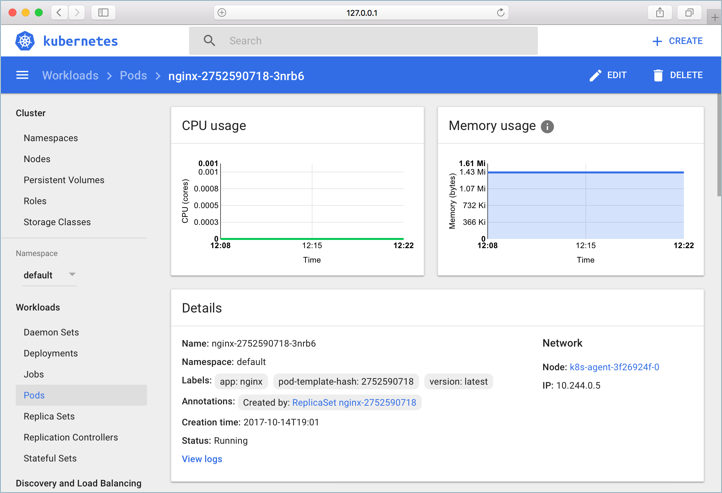 127.0.0.1
kubernetes
Search
CREATE
Workloads > Pods > nginx-2752590718-3nrb6
EDIT
DELETE
Cluster
Namespaces
Nodes
Persistent Volumes
Roles
Storage Classes
Namespace
default
Workloads
Daemon Sets
Deployments
Jobs
Pods
Replica Sets
Replication Controllers
Stateful Sets
Discovery and Load Balancing
CPU usage
CPU (cores)
0.001
0.001
0.0008
0.0005
0.0003
0
12:08 12:15 12:22
Time
Memory usage
Memory (bytes)
1.61 Mi
1.43 Mi
1.07 Mi
732 Ki
366 Ki
0
12:08 12:15 12:22
Time
Details
Name: nginx-2752590718-3nrb6
Namespace: default
Labels: app: nginx pod-template-hash: 2752590718 version: latest
Annotations: Created by: ReplicaSet nginx-2752590718
Creation time: 2017-10-14T19:01
Status: Running
View logs
Network
Node: k8s-agent-3f26924f-0
IP: 10.244.0.5